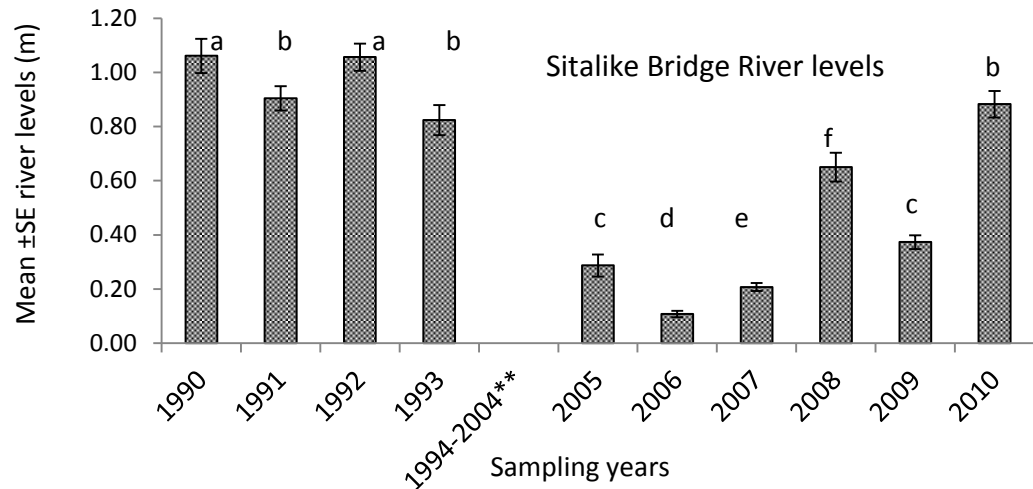 Sitalike Bridge River levels
Mean ±SE river levels (m)
1.20
1.00
0.80
0.60
0.40
0.20
0.00
a
b
a
b
c
d
e
f
c
b
1990
1991
1992
1993
1994-2004**
2005
2006
2007
2008
2009
2010
Sampling years